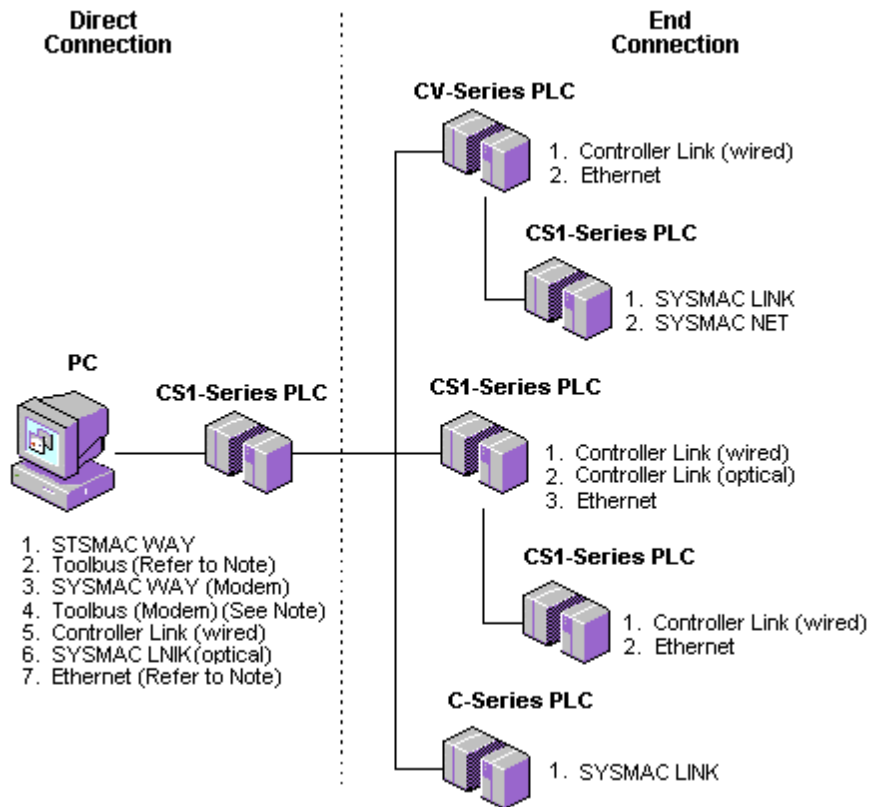 Direct
Connection
End
Connection
CV-Series PLC
1. Controller Link (wired)
2. Ethernet
CS1-Series PLC
1. SYSMAC LINK
2. SYSMAC NET
PC
CS1-Series PLC
CS1-Series PLC
1. Controller Link (wired)
2. Controller Link (optical)
3. Ethernet
1. STSMAC WAY
2. Toolbus (Refer to Note)
3. SYSMAC WAY (Modem)
4. Toolbus (Modem) (See Note)
5. Controller Link (wired)
6. SYSMAC LNIK (optical)
7. Ethernet (Refer to Note)
CS1-Series PLC
1. Controller Link (wired)
2. Ethernet
C-Series PLC
1. SYSMAC LINK